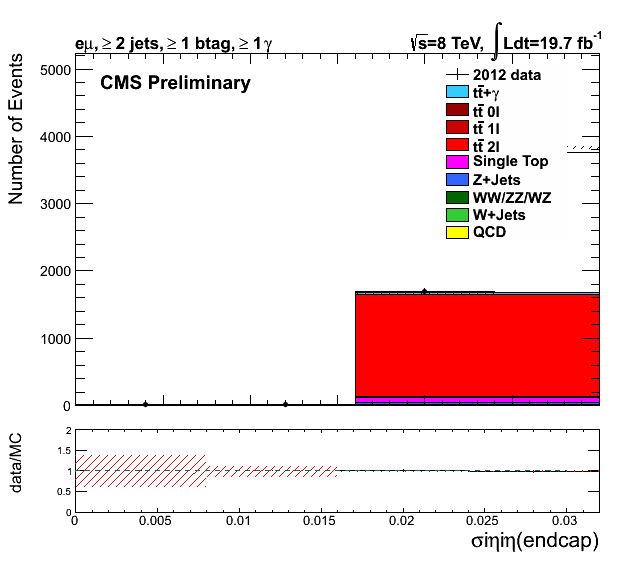 eμ, ≥ 2 jets, ≥ 1 btag, ≥ 1 γ
√s=8 TeV, ∫ Ldt=19.7 fb⁻¹
CMS Preliminary
Number of Events
5000
4000
3000
2000
1000
0
2012 data
tt̄+γ
tt̄ 0l
tt̄ 1l
tt̄ 2l
Single Top
Z+Jets
WW/ZZ/WZ
W+Jets
QCD
data/MC
2
1.5
1
0.5
0
0 0.005 0.01 0.015 0.02 0.025 0.03
σiηiη(endcap)